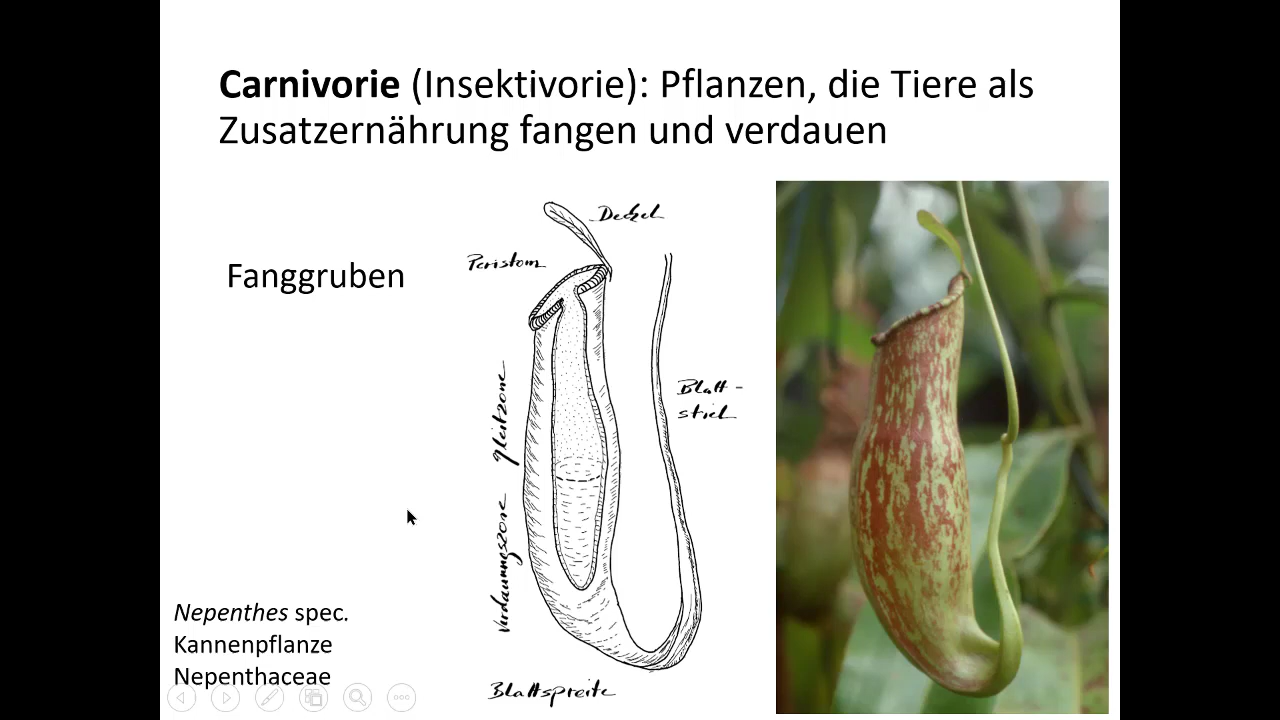 Carnivorie (Insektivorie): Pflanzen, die Tiere als
Zusatzernährung fangen und verdauen
Fanggruben
Deckel
Peristom
Blatt-
stiel
Gleitzone
Verdauungszone
Blattspreite
Nepenthes spec.
Kannenpflanze
Nepenthaceae